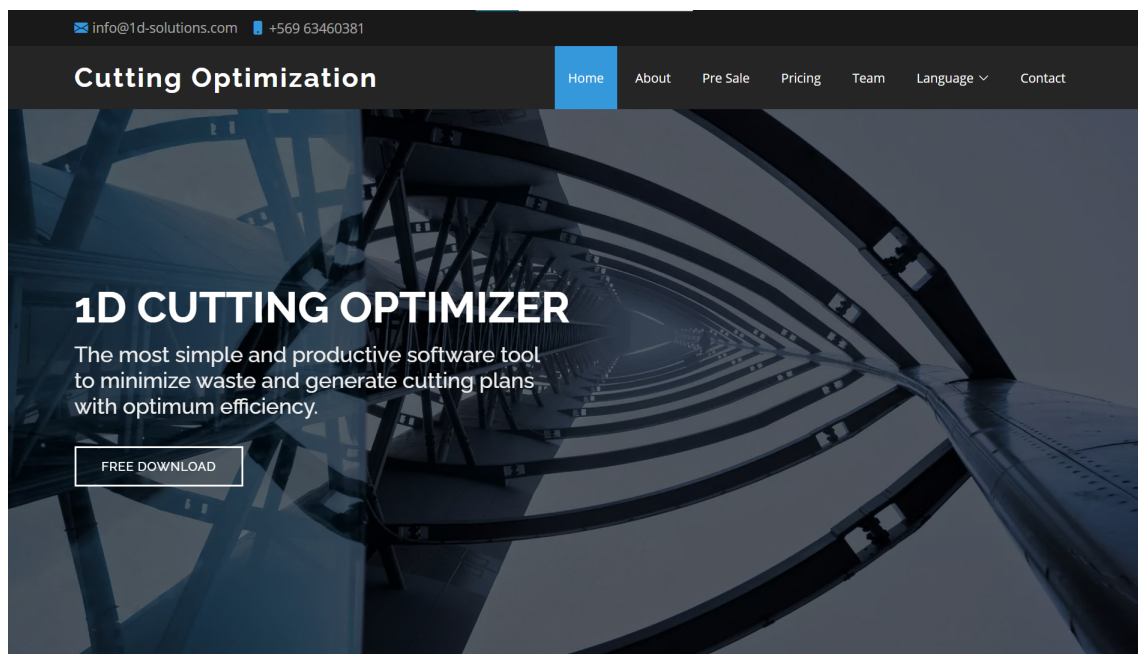 info@1d-solutions.com +569 63460381
Cutting Optimization
Home About Pre Sale Pricing Team Language Contact
1D CUTTING OPTIMIZER
The most simple and productive software tool
to minimize waste and generate cutting plans
with optimum efficiency.
FREE DOWNLOAD